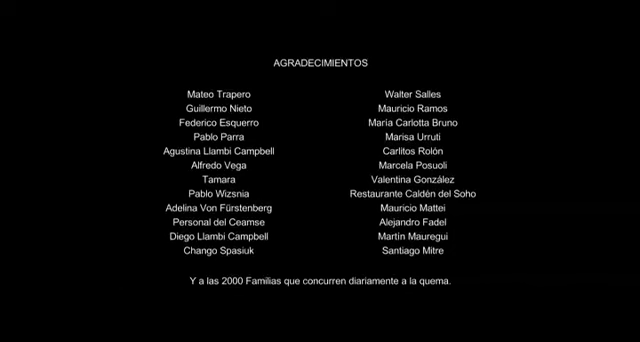 AGRADECIMIENTOS
Mateo Trapero
Guillermo Nieto
Federico Esquerro
Pablo Parra
Agustina Llambi Campbell
Alfredo Vega
Tamara
Pablo Wizsnia
Adelina Von Fürstenberg
Personal del Ceamse
Diego Llambi Campbell
Chango Spasiuk
Walter Salles
Mauricio Ramos
María Carlotta Bruno
Marisa Urruti
Carlitos Rolón
Marcela Posuoli
Valentina González
Restaurante Caldén del Soho
Mauricio Mattei
Alejandro Fadel
Martín Mauregui
Santiago Mitre
Y a las 2000 Familias que concurren diariamente a la quema.